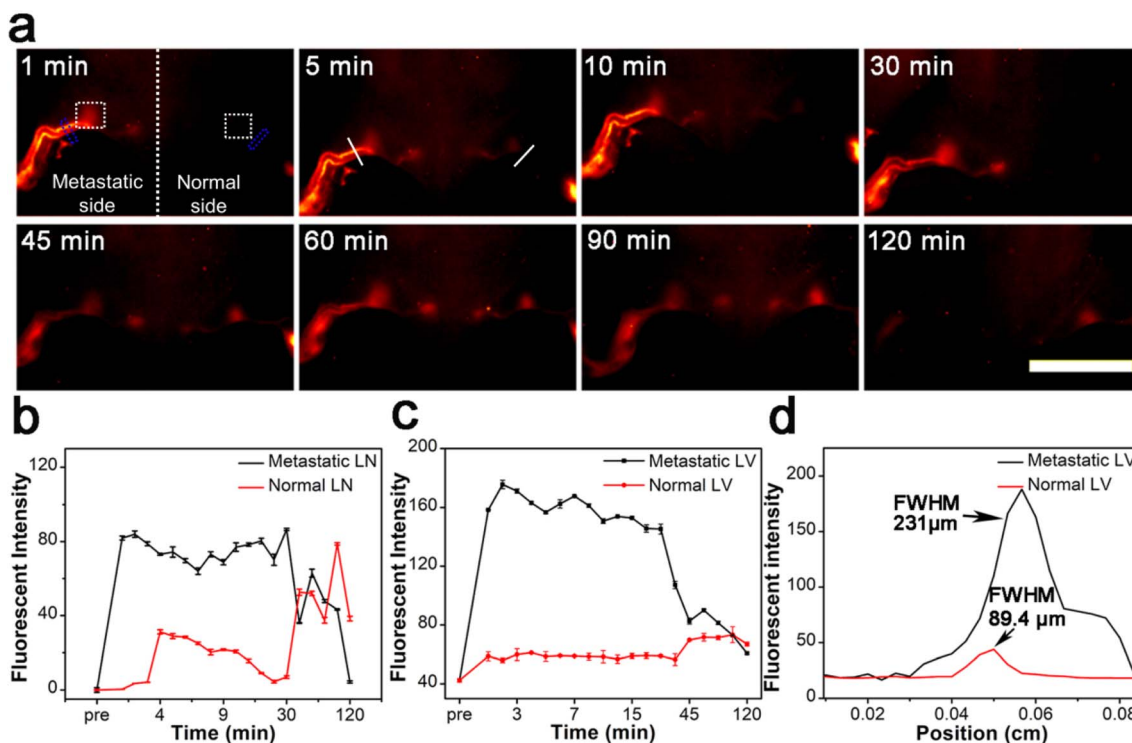 a
1 min
5 min
10 min
30 min
Metastatic side
Normal side
45 min
60 min
90 min
120 min
b
c
d
120
80
40
0
Fluorescent Intensity
Metastatic LN
Normal LN
pre
4
9
30
120
Time (min)
200
160
120
80
40
Fluorescent Intensity
Metastatic LV
Normal LV
pre
3
7
15
45
120
Time (min)
200
150
100
50
0
Fluorescent intensity
Metastatic LV
Normal LV
FWHM
231μm
FWHM
89.4 μm
0.02
0.04
0.06
0.08
Position (cm)